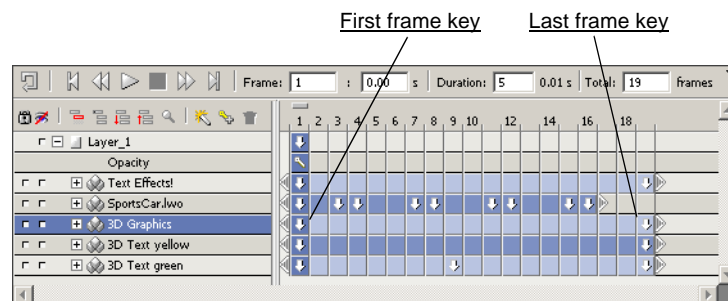 First frame key Last frame key
Frame: 1 : 0.00 s Duration: 5 0.01 s Total: 19 frames
1 2 3 4 5 6 7 8 9 10 12 14 16 18
Layer_1
Opacity
Text Effects!
SportsCar.lwo
3D Graphics
3D Text yellow
3D Text green